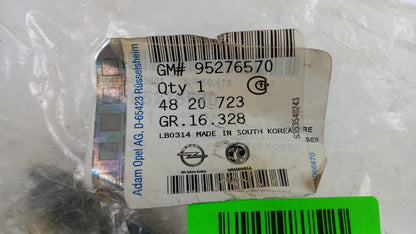 Adam Opel AG, D-65423 Rüsselsheim
GM# 95276570
Qty 1
48 20 723
GR.16.328
LB0314 MADE IN SOUTH KOREA
S353540243